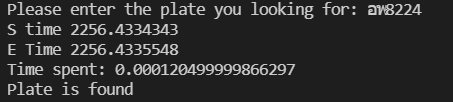 Please enter the plate you looking for: อพ8224
S time 2256.4334343
E Time 2256.4335548
Time spent: 0.000120499999866297
Plate is found